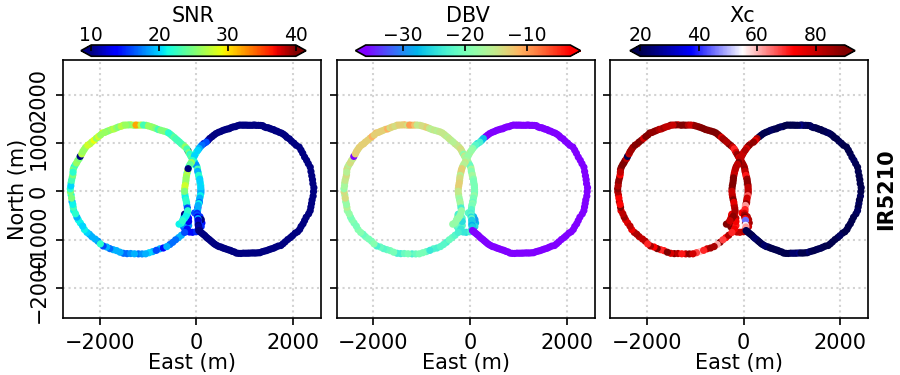 SNR DBV Xc
10 20 30 40 −30 −20 −10 20 40 60 80
North (m)
2000
1000
0
−1000
−2000
−2000 0 2000 −2000 0 2000 −2000 0 2000
East (m) East (m) East (m)
IR5210